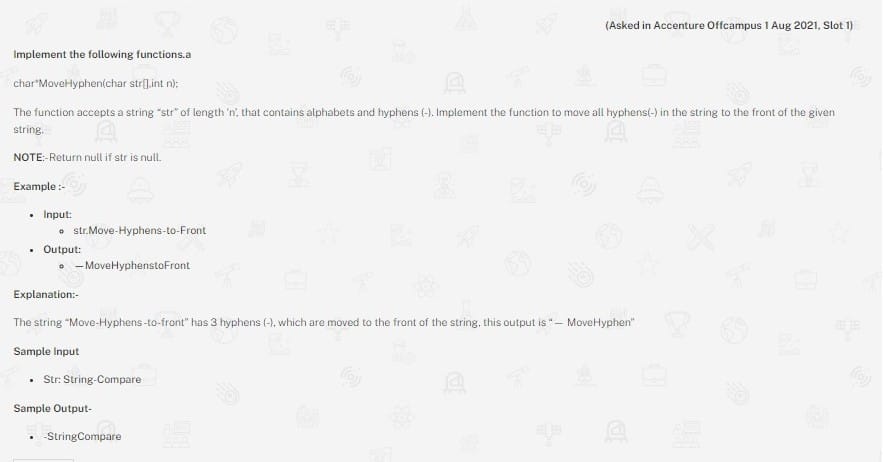 (Asked in Accenture Offcampus 1 Aug 2021, Slot 1)
Implement the following functions.a
char*MoveHyphen(char str[],int n);
The function accepts a string “str” of length ‘n’, that contains alphabets and hyphens (-). Implement the function to move all hyphens(-) in the string to the front of the given
string.
NOTE:-Return null if str is null.
Example :-
• Input:
◦ str.Move-Hyphens-to-Front
• Output:
◦ —MoveHyphenstoFront
Explanation:-
The string “Move-Hyphens -to-front” has 3 hyphens (-), which are moved to the front of the string, this output is “— MoveHyphen”
Sample Input
• Str: String-Compare
Sample Output-
• -StringCompare